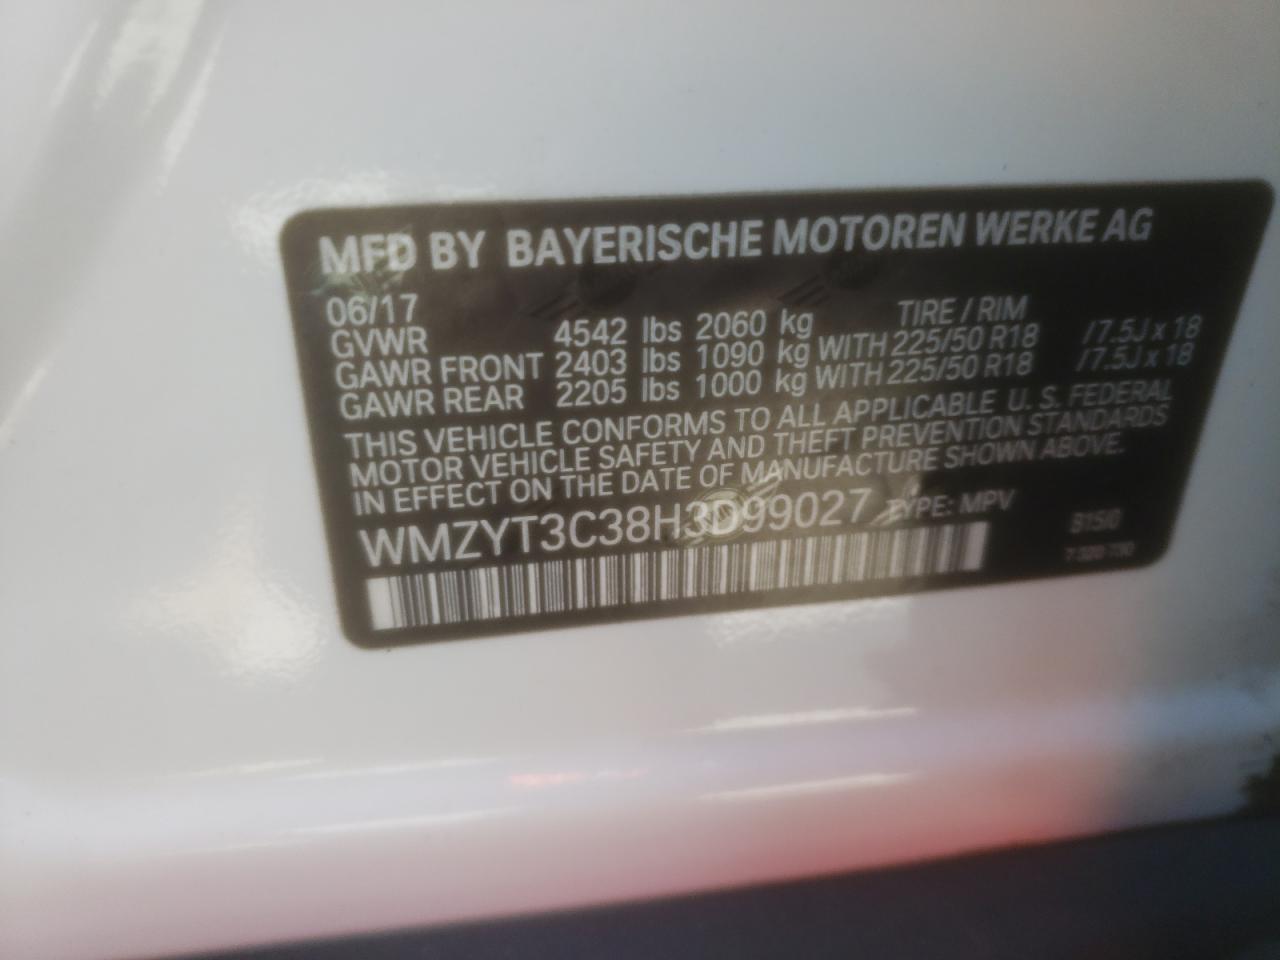 MFD BY BAYERISCHE MOTOREN WERKE AG
06/17 TIRE / RIM
GVWR 4542 lbs 2060 kg
GAWR FRONT 2403 lbs 1090 kg WITH 225/50 R18 /7.5J x 18
GAWR REAR 2205 lbs 1000 kg WITH 225/50 R18 /7.5J x 18
THIS VEHICLE CONFORMS TO ALL APPLICABLE U. S. FEDERAL
MOTOR VEHICLE SAFETY AND THEFT PREVENTION STANDARDS
IN EFFECT ON THE DATE OF MANUFACTURE SHOWN ABOVE.
WMZYT3C38H3D99027 TYPE: MPV